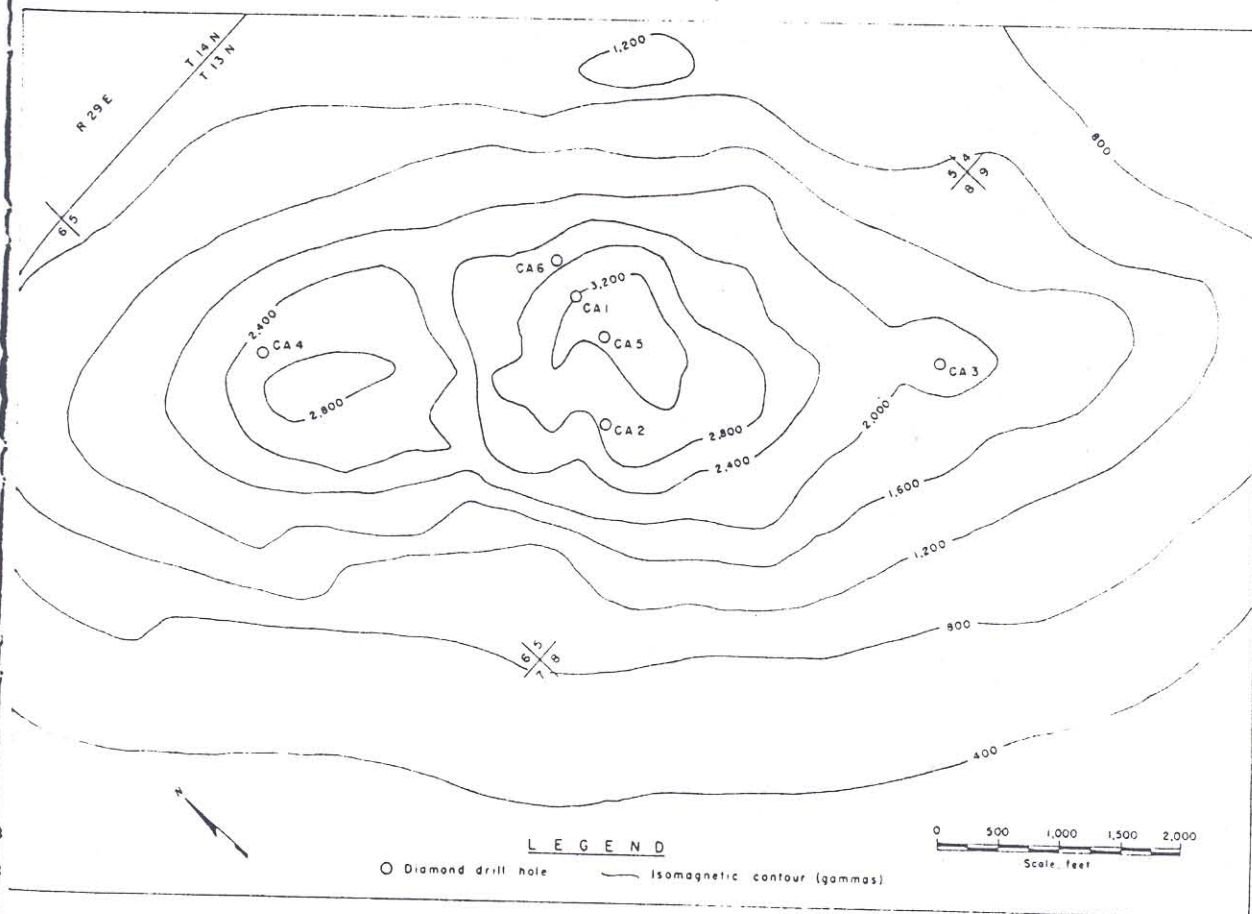 1,200
T 14 N
T 13 N
R 29 E
800
5 4
8 9
6 5
CA6
3,200
CA1
CA5
2,400
CA4
CA3
2,800
2,000
CA2
2,800
2,400
1,600
1,200
800
6 5
7 8
400
N
0 500 1,000 1,500 2,000
Scale, feet
LEGEND
Diamond drill hole
Isomagnetic contour (gammas)